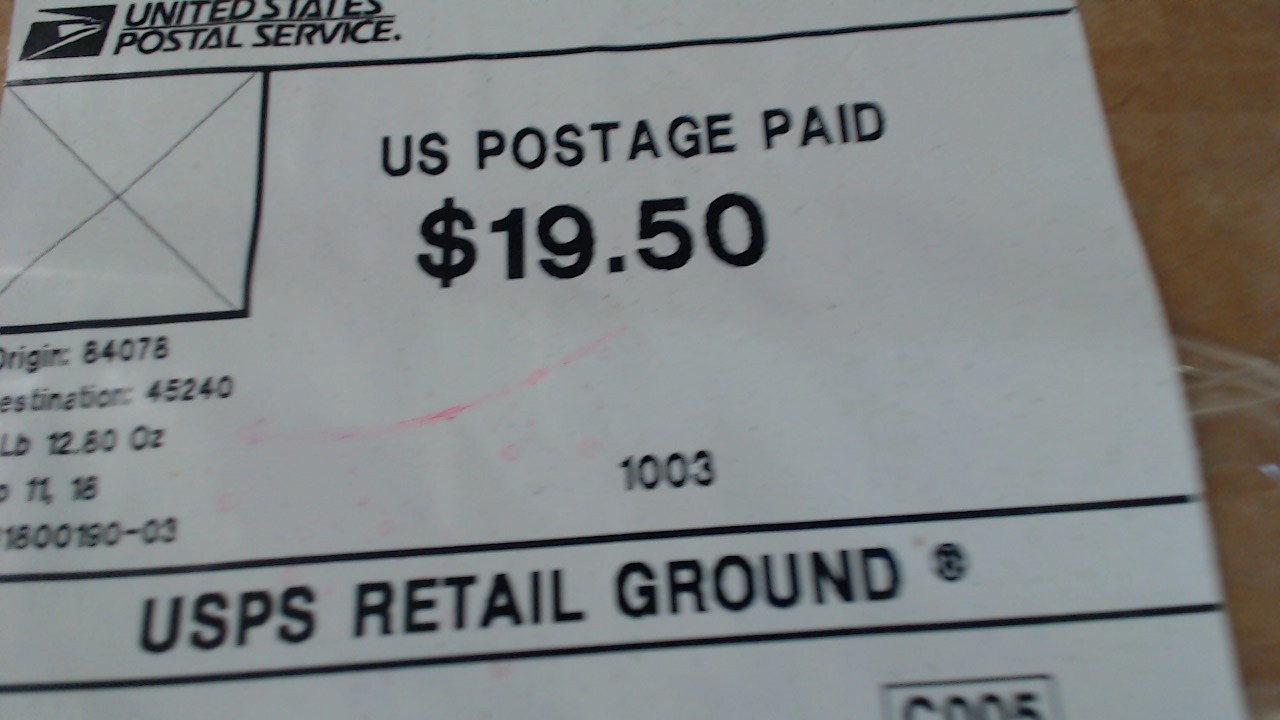 UNITED STATES
POSTAL SERVICE.
US POSTAGE PAID
$19.50
Origin: 84078
estination: 45240
Lb 12.80 Oz
11, 18
1003
1800190-03
USPS RETAIL GROUND ®
C005